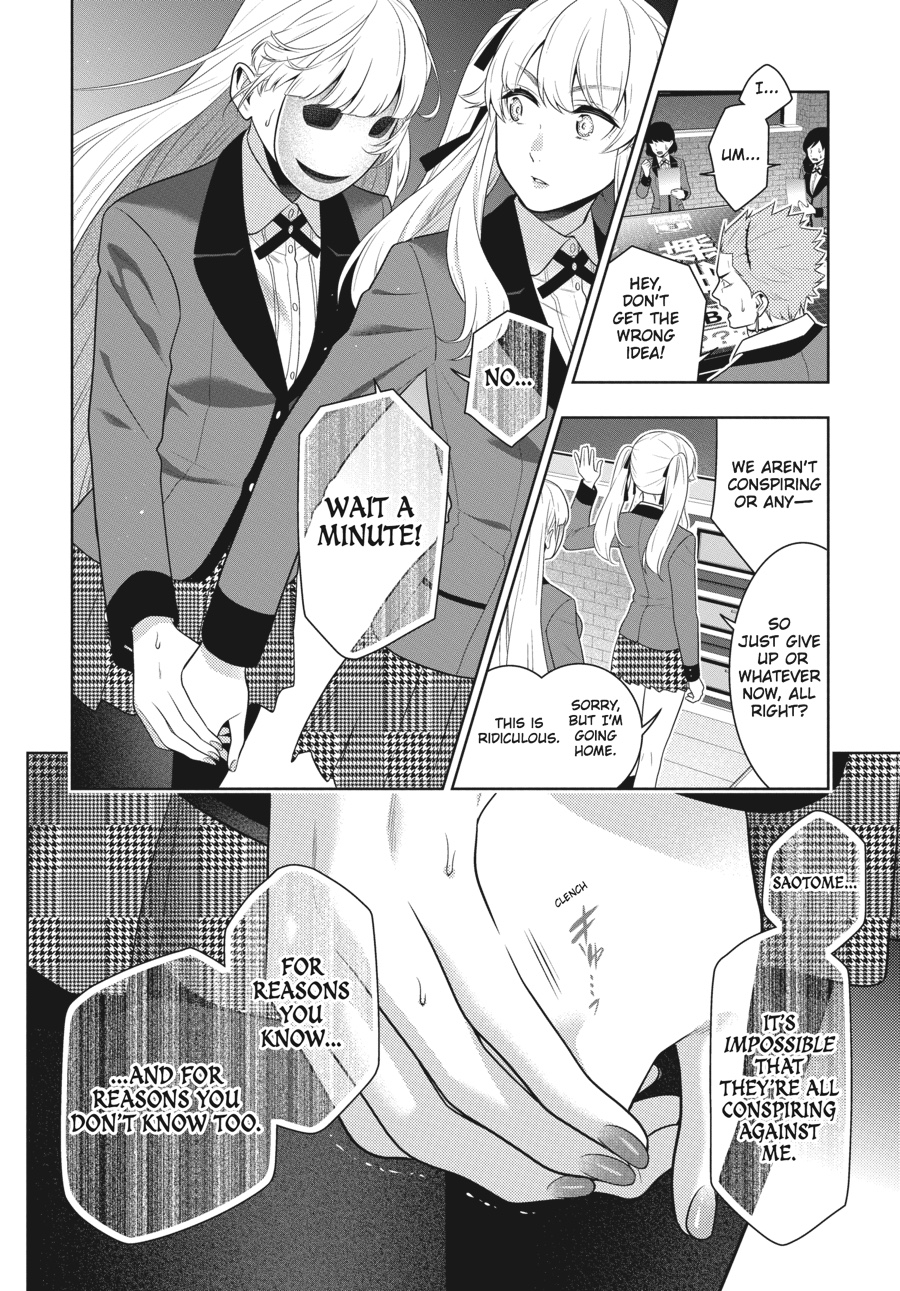 I...
UM...
HEY,
DON'T
GET THE
WRONG
IDEA!
WE AREN'T
CONSPIRING
OR ANY—
SO
JUST GIVE
UP OR
WHATEVER
NOW, ALL
RIGHT?
SORRY,
BUT I'M
GOING
HOME.
THIS IS
RIDICULOUS.
NO...
WAIT A
MINUTE!
SAOTOME...
IT'S
IMPOSSIBLE
THAT
THEY'RE ALL
CONSPIRING
AGAINST
ME.
CLENCH
ギュ...
FOR
REASONS
YOU
KNOW...
...AND FOR
REASONS YOU
DON'T KNOW TOO.